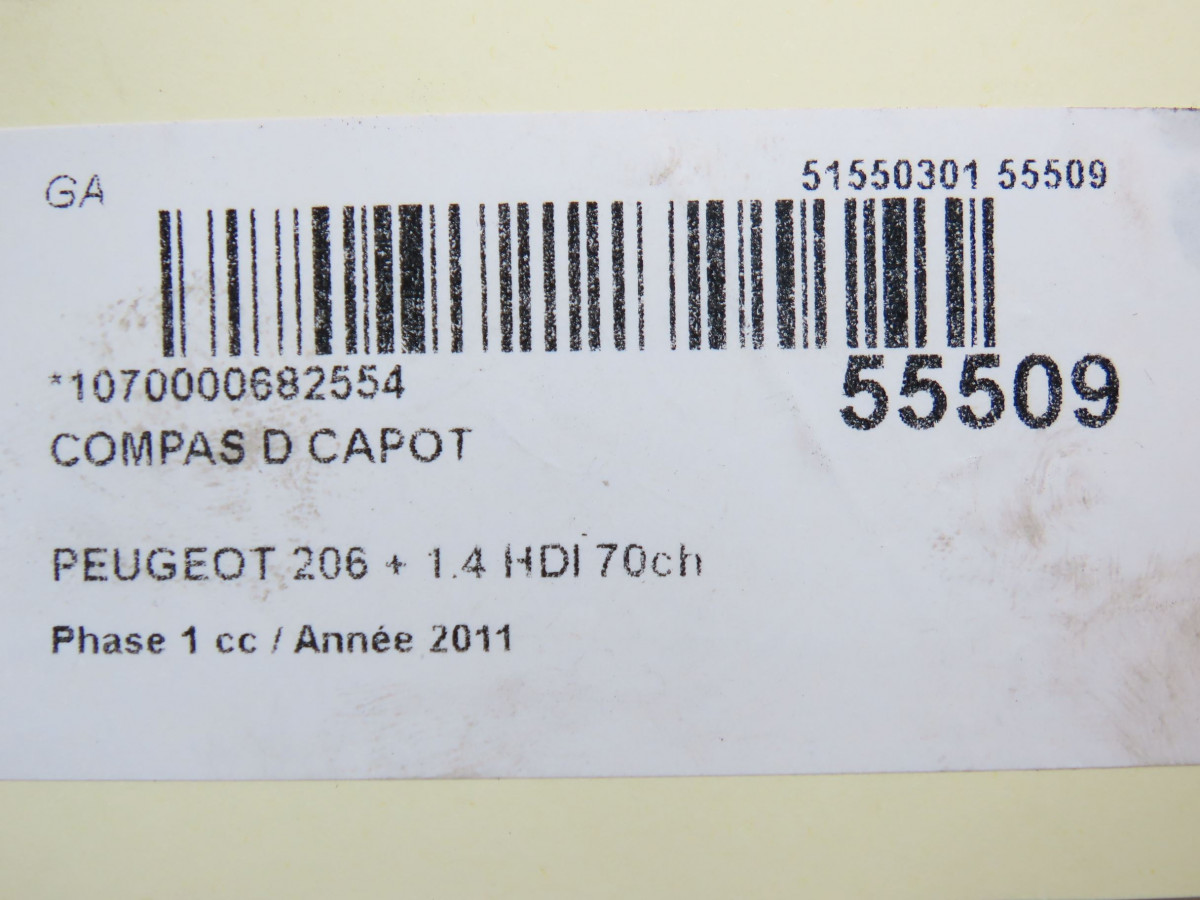 GA
51550301 55509
*1070000682554
55509
COMPAS D CAPOT
PEUGEOT 206 + 1.4 HDI 70ch
Phase 1 cc / Année 2011